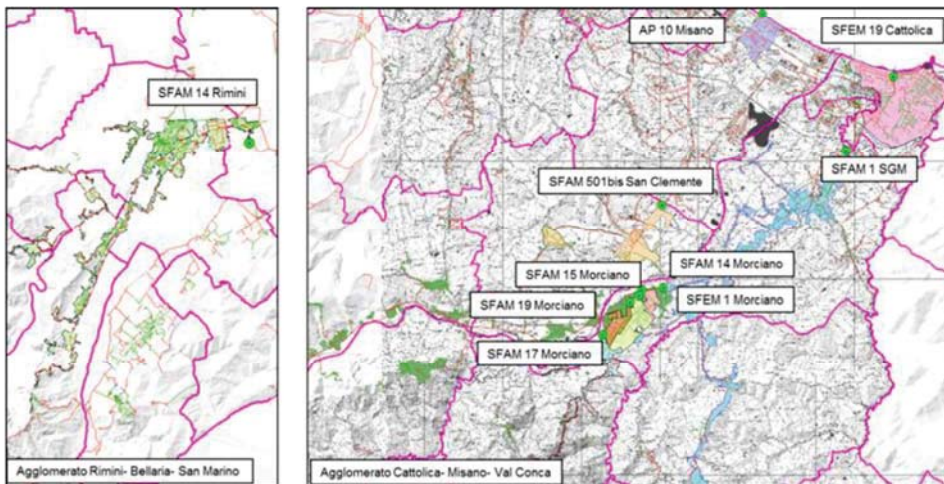 SFAM 14 Rimini
Agglomerato Rimini- Bellaria- San Marino
AP 10 Misano
SFEM 19 Cattolica
SFAM 1 SGM
SFAM 501bis San Clemente
SFAM 15 Morciano
SFAM 14 Morciano
SFAM 19 Morciano
SFEM 1 Morciano
SFAM 17 Morciano
Agglomerato Cattolica- Misano- Val Conca